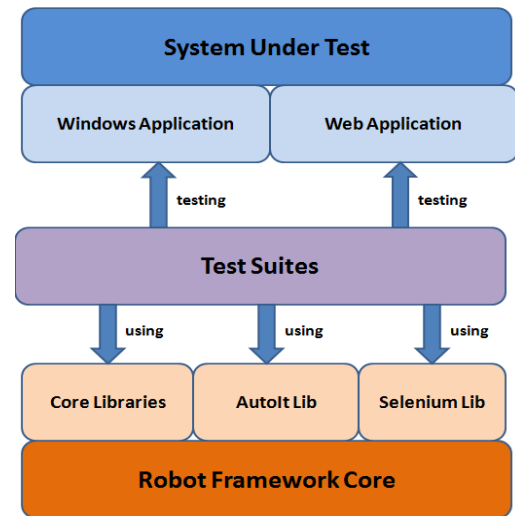 System Under Test
Windows Application
Web Application
testing
testing
Test Suites
using
using
using
Core Libraries
AutoIt Lib
Selenium Lib
Robot Framework Core